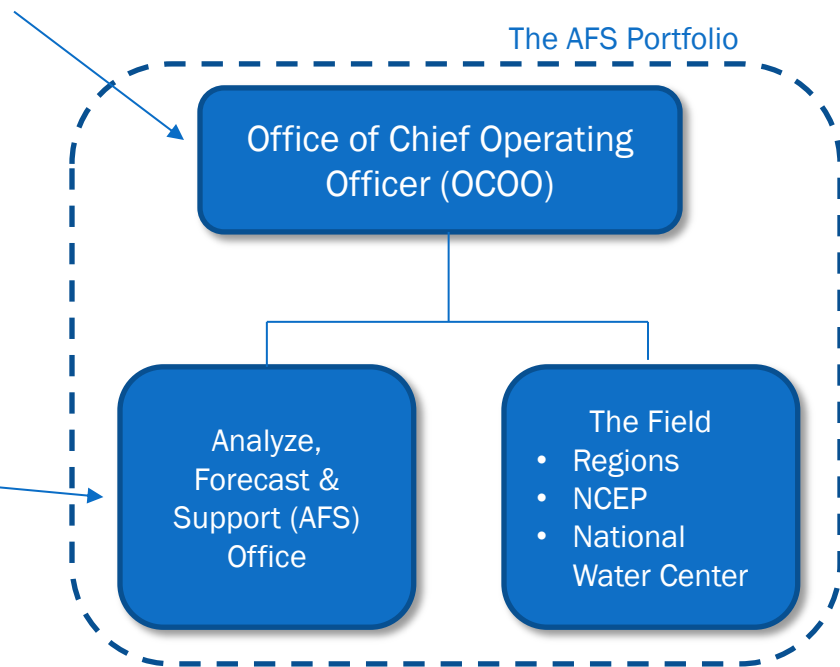 The AFS Portfolio
Office of Chief Operating
Officer (OCOO)
Analyze,
Forecast &
Support (AFS)
Office
The Field
• Regions
• NCEP
• National
Water Center